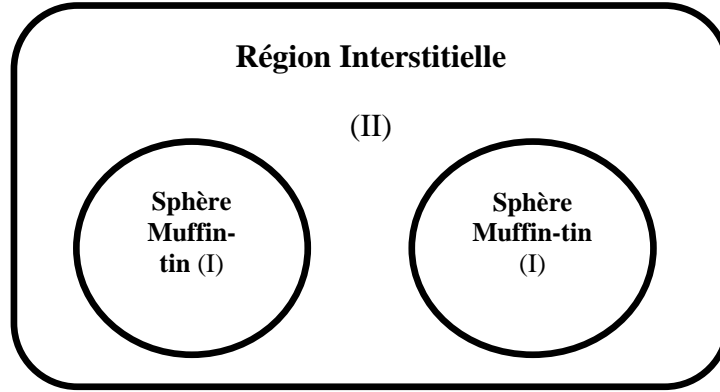 Région Interstitielle
(II)
Sphère
Muffin-
tin (I)
Sphère
Muffin-tin
(I)